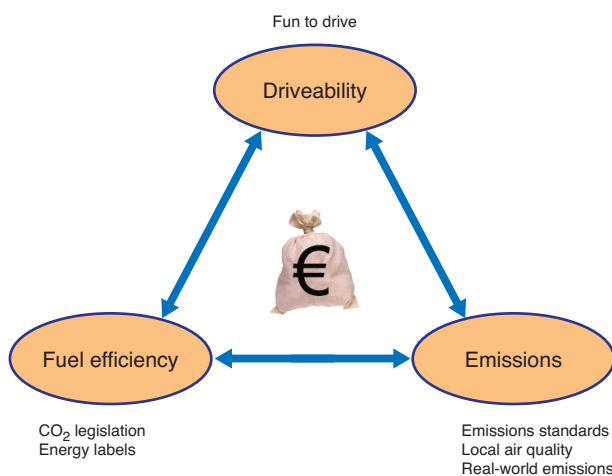 Fun to drive
Driveability
€
Fuel efficiency
Emissions
CO₂ legislation
Energy labels
Emissions standards
Local air quality
Real-world emissions